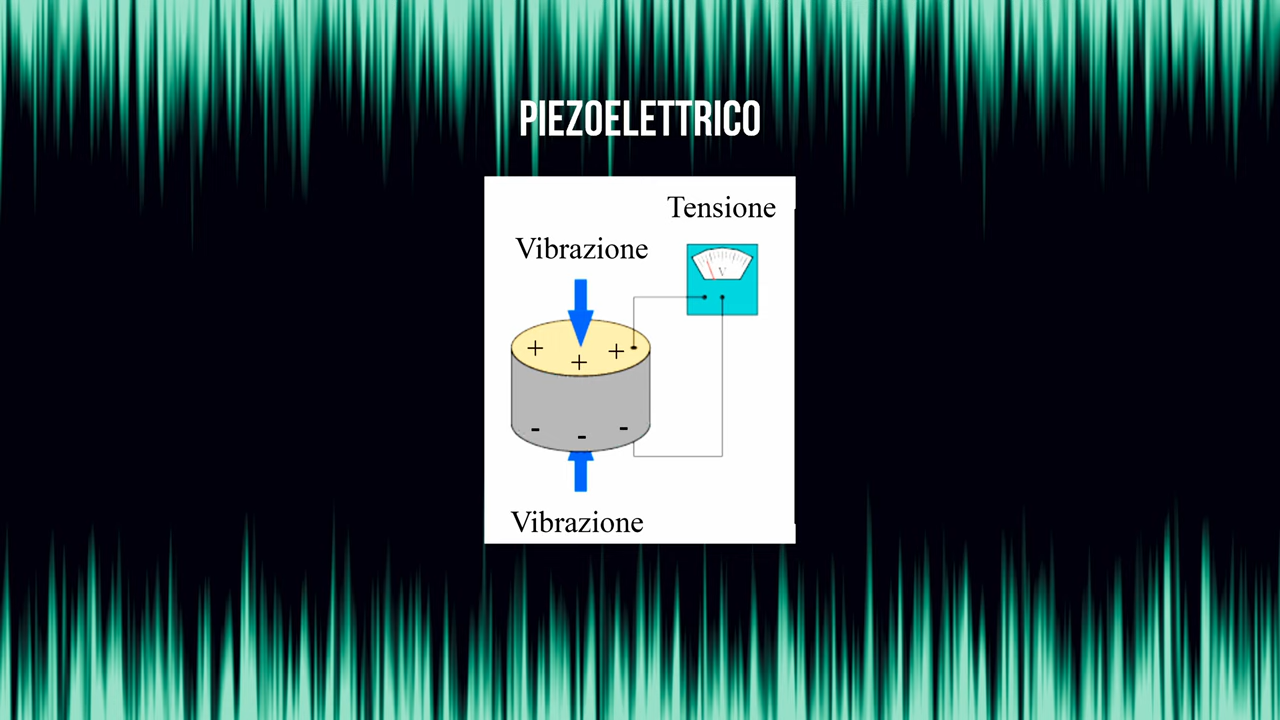 PIEZOELETTRICO
Tensione
Vibrazione
V
+ + +
- - -
Vibrazione